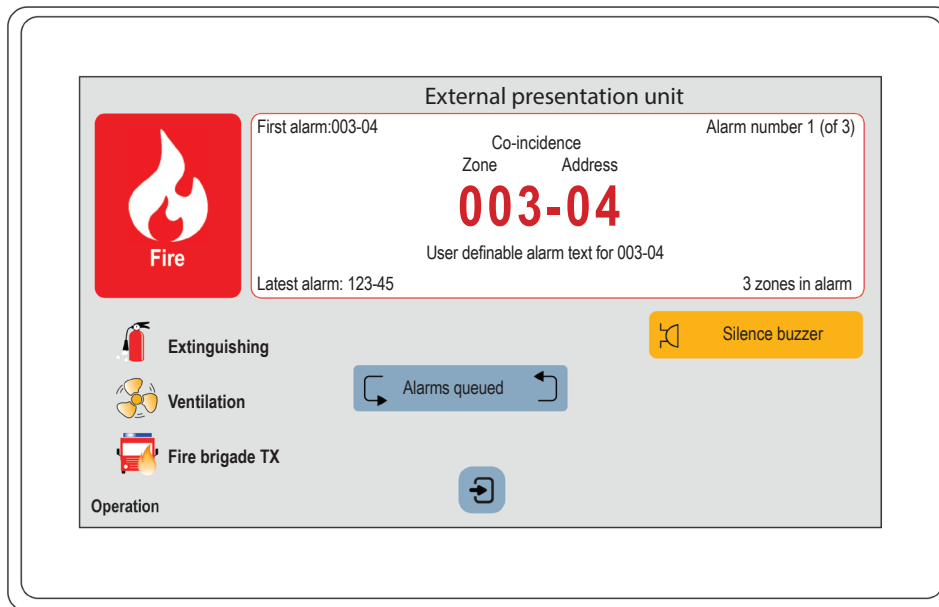 External presentation unit
First alarm:003-04
Alarm number 1 (of 3)
Co-incidence
Zone Address
003-04
User definable alarm text for 003-04
Latest alarm: 123-45
3 zones in alarm
Fire
Silence buzzer
Extinguishing
Alarms queued
Ventilation
Fire brigade TX
Operation